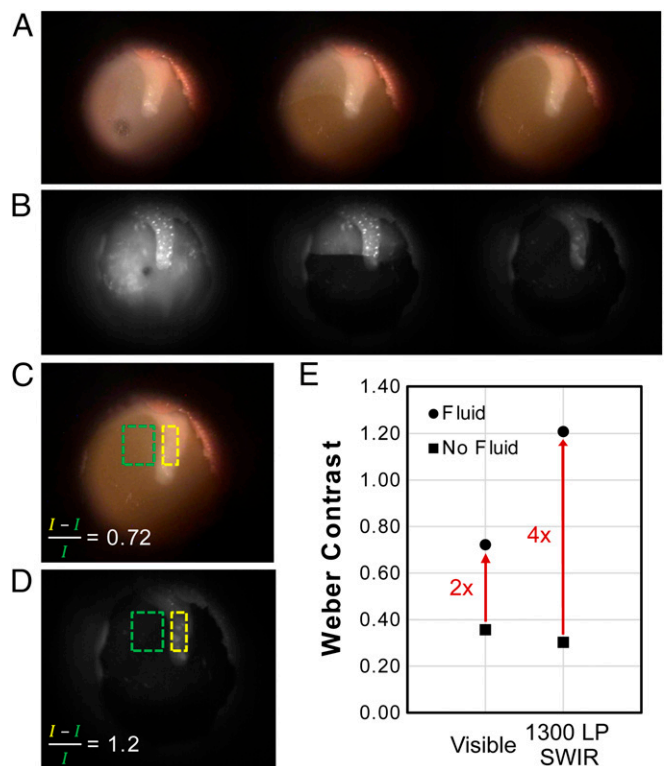 A
B
C
I – I
I
= 0.72
D
I – I
I
= 1.2
E
Weber Contrast
1.40
1.20
1.00
0.80
0.60
0.40
0.20
0.00
Fluid
No Fluid
2x
4x
Visible
1300 LP
SWIR